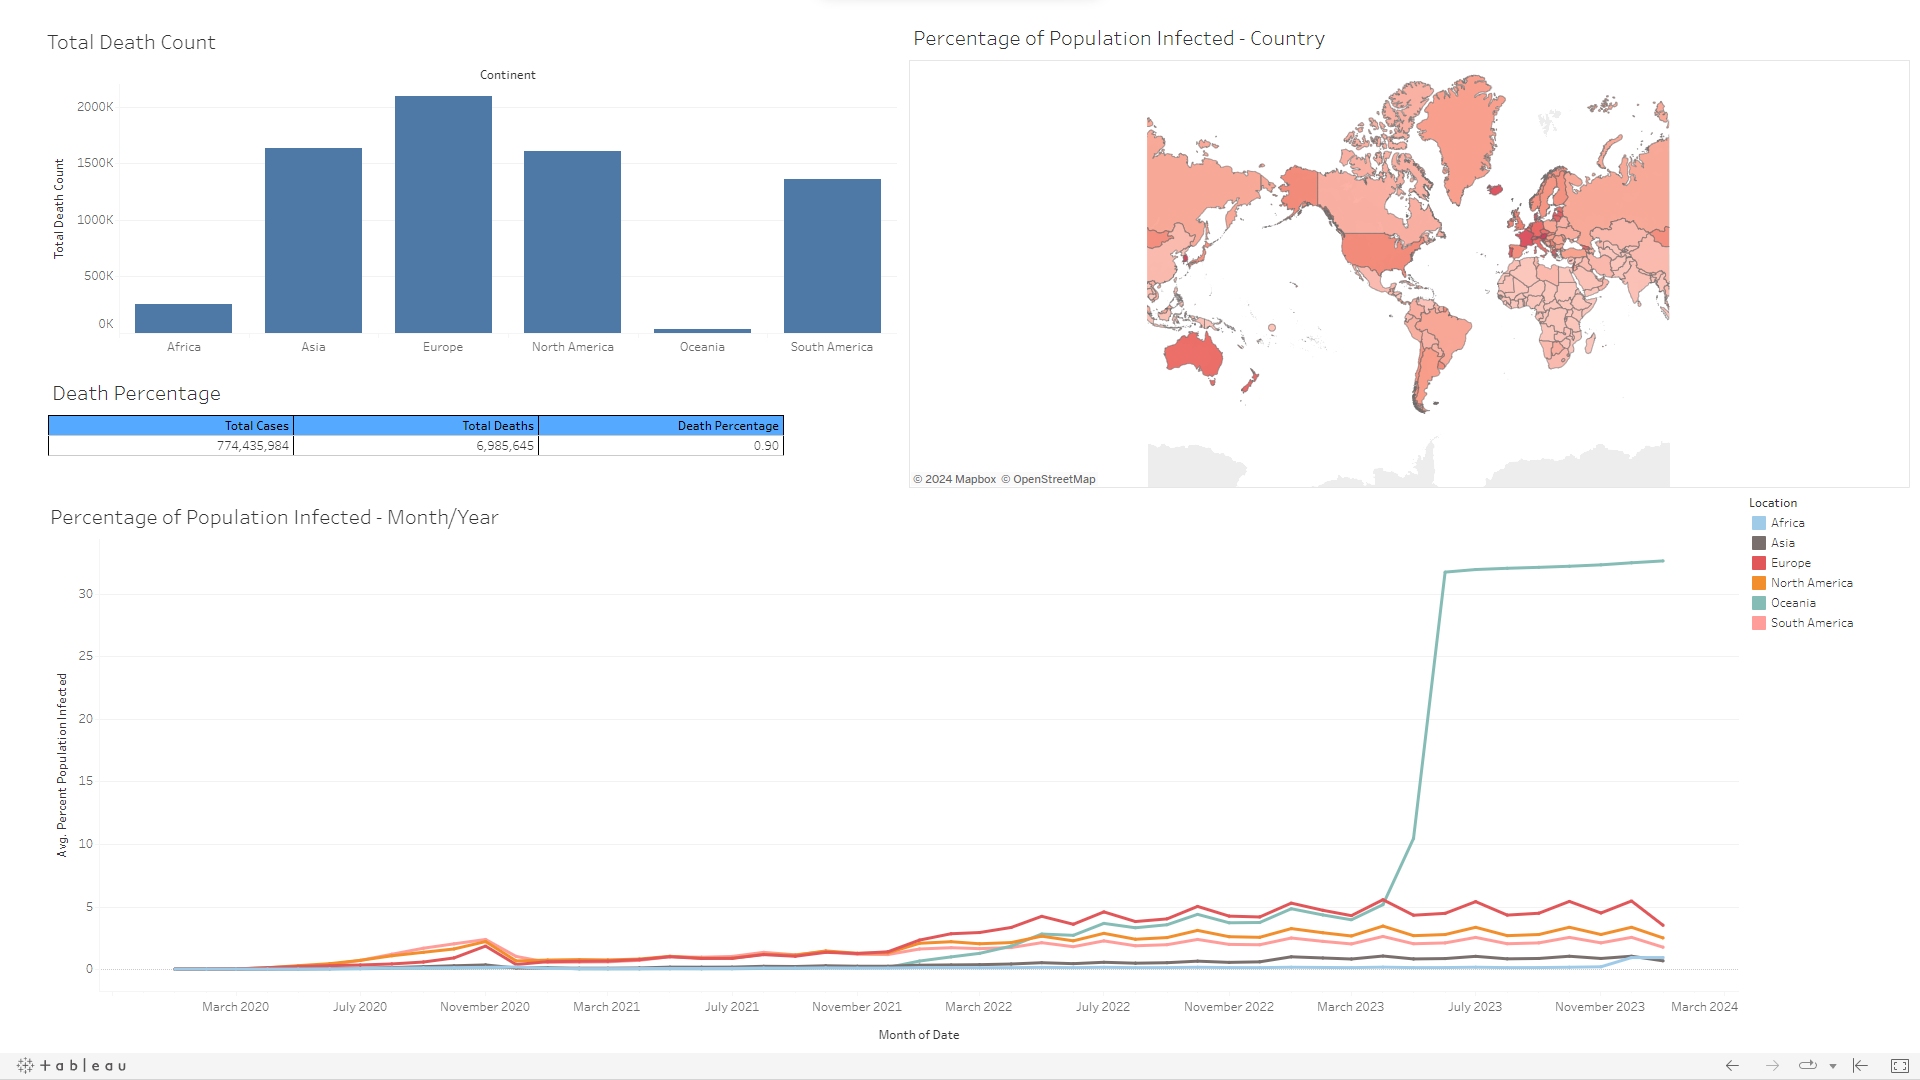 Total Death Count
Continent
Total Death Count
2000K
1500K
1000K
500K
0K
Africa Asia Europe North America Oceania South America
Death Percentage
Total Cases Total Deaths Death Percentage
774,435,984 6,985,645 0.90
Percentage of Population Infected - Country
© 2024 Mapbox © OpenStreetMap
Percentage of Population Infected - Month/Year
Avg. Percent Population Infected
30
25
20
15
10
5
0
March 2020 July 2020 November 2020 March 2021 July 2021 November 2021 March 2022 July 2022 November 2022 March 2023 July 2023 November 2023 March 2024
Month of Date
Location
Africa
Asia
Europe
North America
Oceania
South America
+ableau